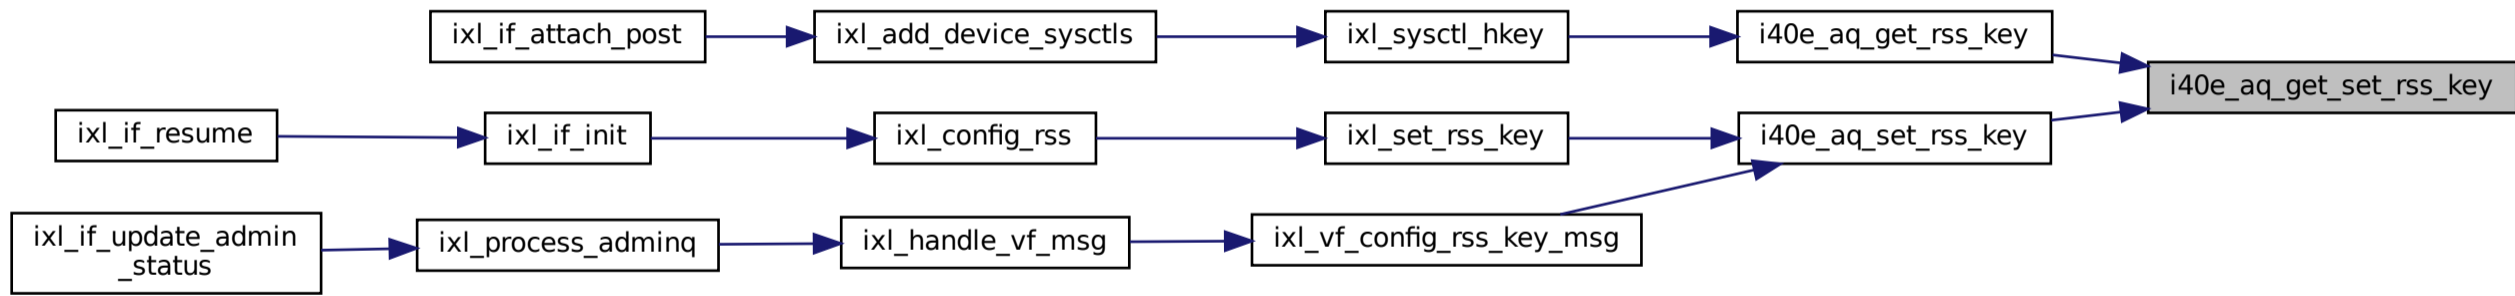 ixl_if_attach_post
ixl_add_device_sysctls
ixl_sysctl_hkey
i40e_aq_get_rss_key
i40e_aq_get_set_rss_key
ixl_if_resume
ixl_if_init
ixl_config_rss
ixl_set_rss_key
i40e_aq_set_rss_key
ixl_if_update_admin
_status
ixl_process_adminq
ixl_handle_vf_msg
ixl_vf_config_rss_key_msg